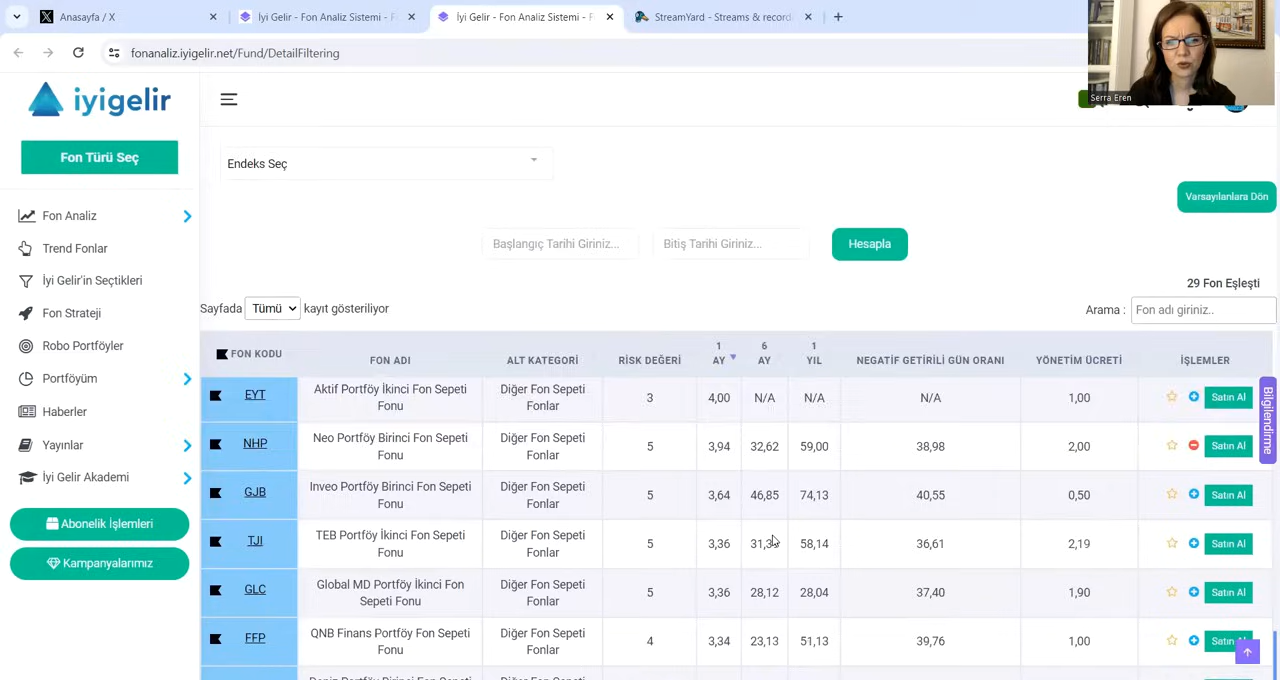 Anasayfa / X
İyi Gelir - Fon Analiz Sistemi - F
İyi Gelir - Fon Analiz Sistemi - F
StreamYard - Streams & record
fonanaliz.iyigelir.net/Fund/DetailFiltering
Serra Eren
iyigelir
Fon Türü Seç
Fon Analiz
Trend Fonlar
İyi Gelir'in Seçtikleri
Fon Strateji
Robo Portföyler
Portföyüm
Haberler
Yayınlar
İyi Gelir Akademi
Abonelik İşlemleri
Kampanyalarımız
Endeks Seç
Varsayılanlara Dön
Başlangıç Tarihi Giriniz...
Bitiş Tarihi Giriniz...
Hesapla
29 Fon Eşleşti
Sayfada Tümü kayıt gösteriliyor
Arama : Fon adı giriniz..
FON KODU FON ADI ALT KATEGORİ RİSK DEĞERİ 1 AY 6 AY 1 YIL NEGATİF GETİRİLİ GÜN ORANI YÖNETİM ÜCRETİ İŞLEMLER
EYT Aktif Portföy İkinci Fon Sepeti Fonu Diğer Fon Sepeti Fonlar 3 4,00 N/A N/A N/A 1,00 Satın Al
NHP Neo Portföy Birinci Fon Sepeti Fonu Diğer Fon Sepeti Fonlar 5 3,94 32,62 59,00 38,98 2,00 Satın Al
GJB Inveo Portföy Birinci Fon Sepeti Fonu Diğer Fon Sepeti Fonlar 5 3,64 46,85 74,13 40,55 0,50 Satın Al
TJI TEB Portföy İkinci Fon Sepeti Fonu Diğer Fon Sepeti Fonlar 5 3,36 58,14 36,61 2,19 Satın Al
GLC Global MD Portföy İkinci Fon Sepeti Fonu Diğer Fon Sepeti Fonlar 5 3,36 28,12 28,04 37,40 1,90 Satın Al
FFP QNB Finans Portföy Fon Sepeti Fonu Diğer Fon Sepeti Fonlar 4 3,34 23,13 51,13 39,76 1,00 Satın
Bilgilendirme